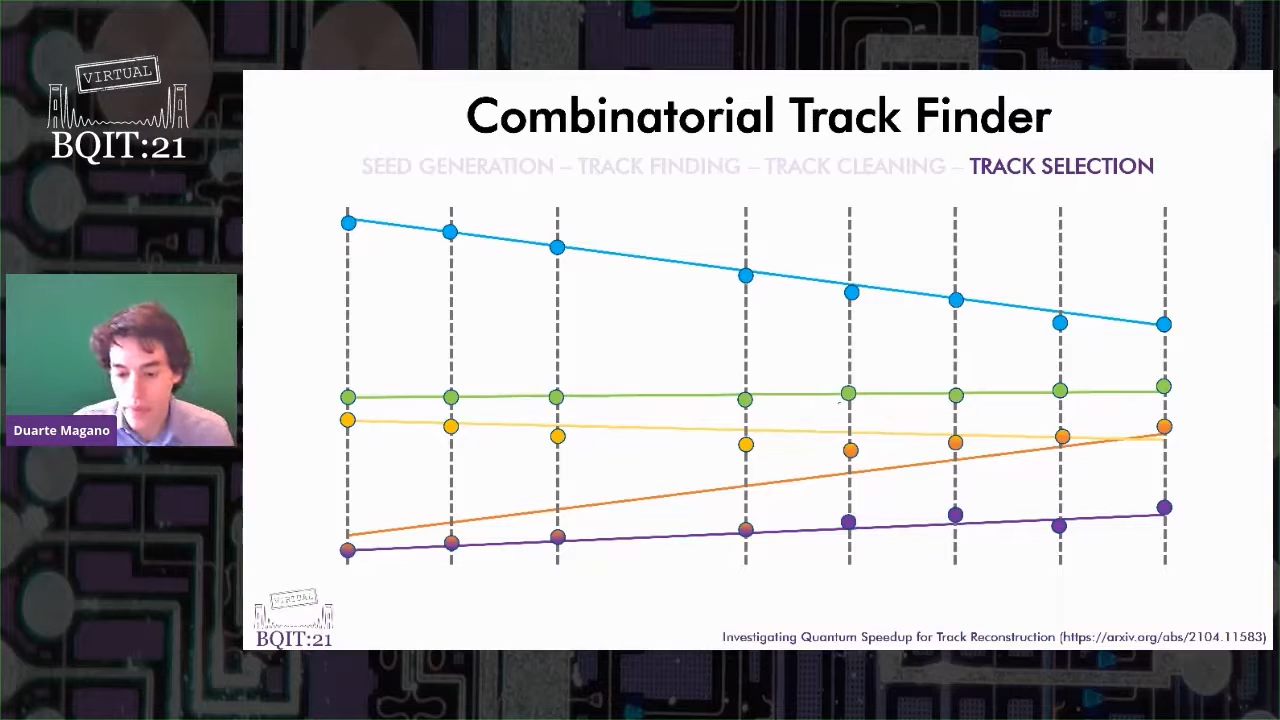 VIRTUAL
BQIT:21
Combinatorial Track Finder
SEED GENERATION – TRACK FINDING – TRACK CLEANING – TRACK SELECTION
Duarte Magano
VIRTUAL
BQIT:21
Investigating Quantum Speedup for Track Reconstruction (https://arxiv.org/abs/2104.11583)